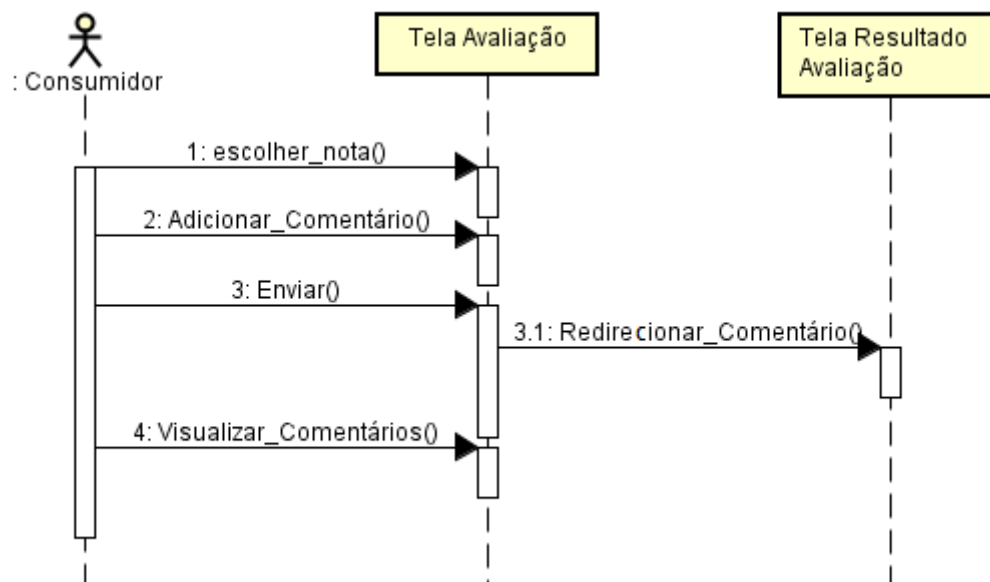 : Consumidor
Tela Avaliação
Tela Resultado
Avaliação
1: escolher_nota()
2: Adicionar_Comentário()
3: Enviar()
3.1: Redirecionar_Comentário()
4: Visualizar_Comentários()